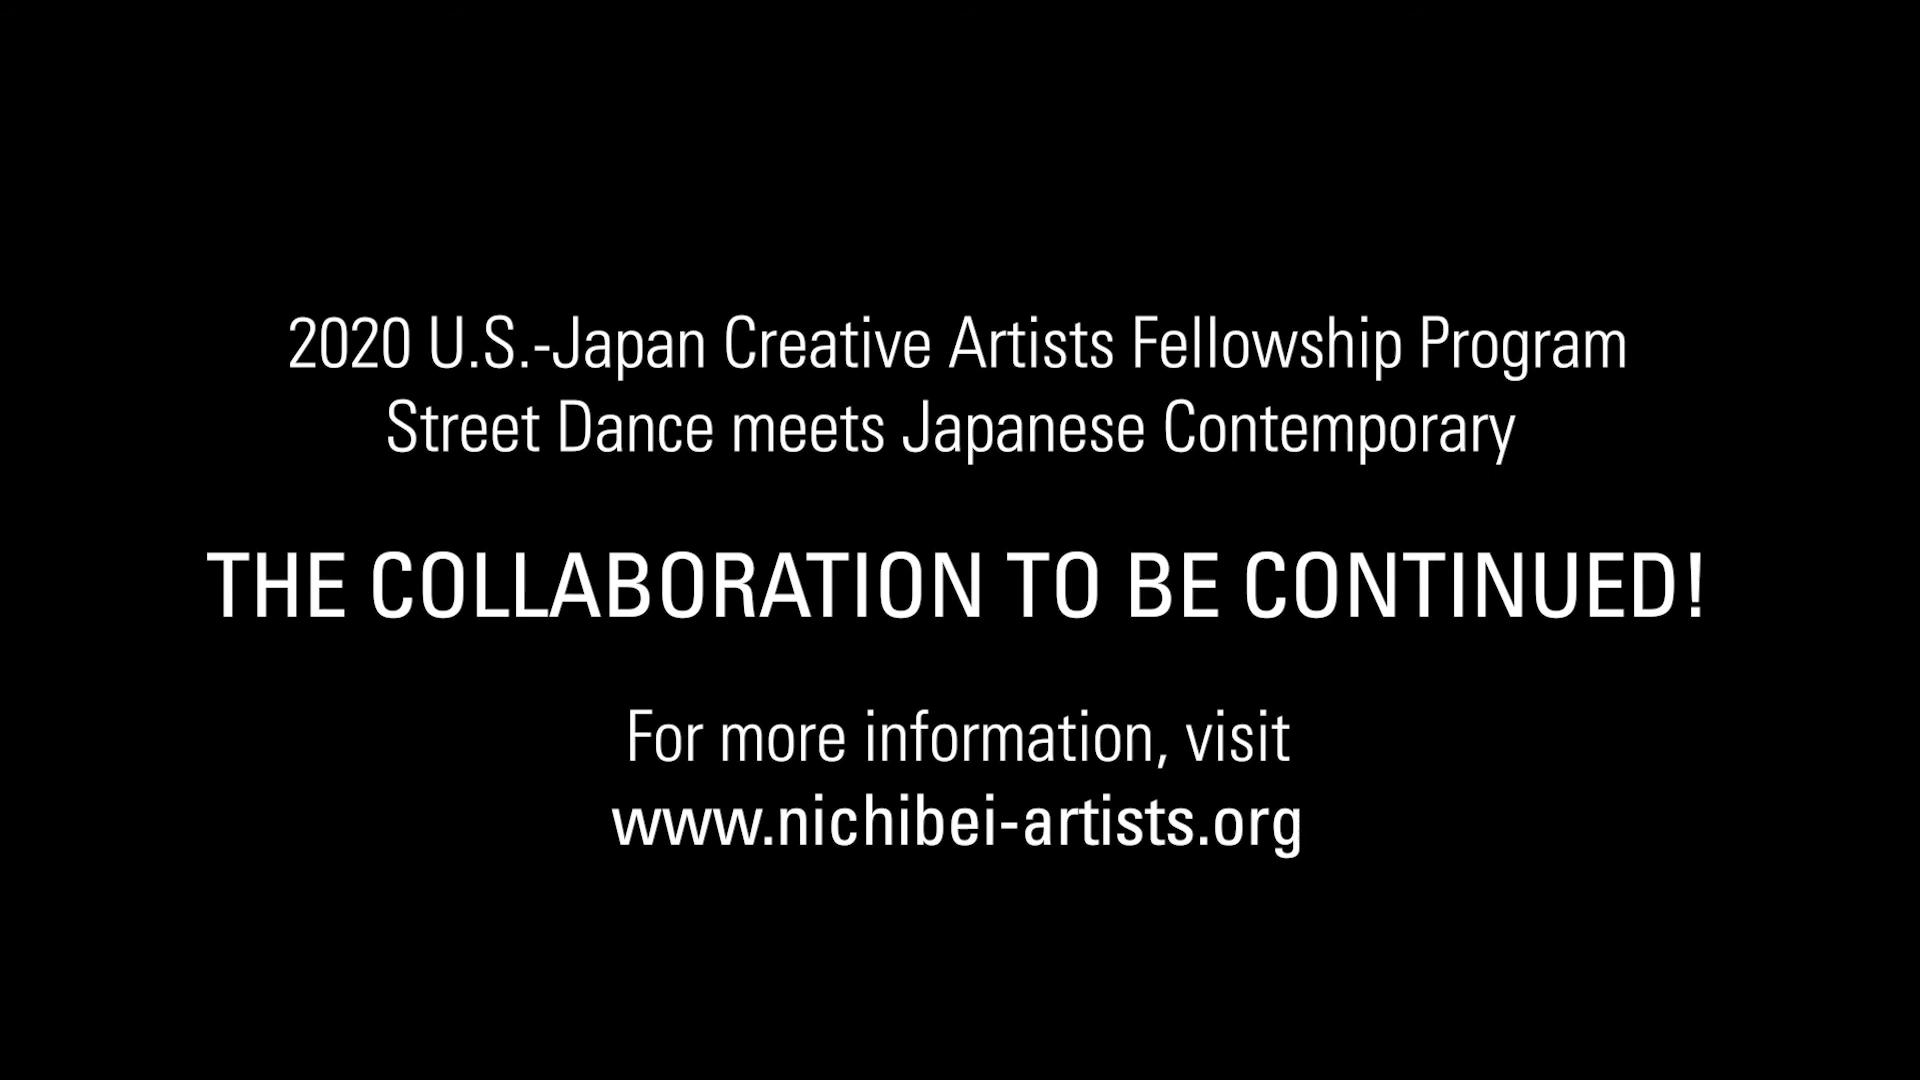 2020 U.S.-Japan Creative Artists Fellowship Program
Street Dance meets Japanese Contemporary
THE COLLABORATION TO BE CONTINUED!
For more information, visit
www.nichibei-artists.org